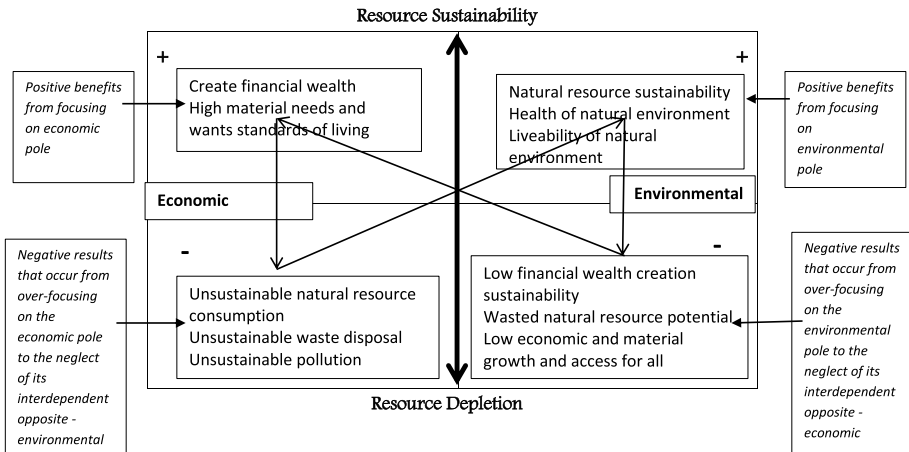 Resource Sustainability
+
+
Positive benefits
from focusing
on economic
pole
Create financial wealth
High material needs and
wants standards of living
Natural resource sustainability
Health of natural environment
Liveability of natural
environment
Positive benefits
from focusing
on
environmental
pole
Economic
Environmental
-
-
Negative results
that occur from
over-focusing
on the
economic pole
to the neglect
of its
interdependent
opposite -
environmental
Unsustainable natural resource
consumption
Unsustainable waste disposal
Unsustainable pollution
Low financial wealth creation
sustainability
Wasted natural resource potential
Low economic and material
growth and access for all
Negative results
that occur from
over-focusing
on the
environmental
pole to the
neglect of its
interdependent
opposite -
economic
Resource Depletion